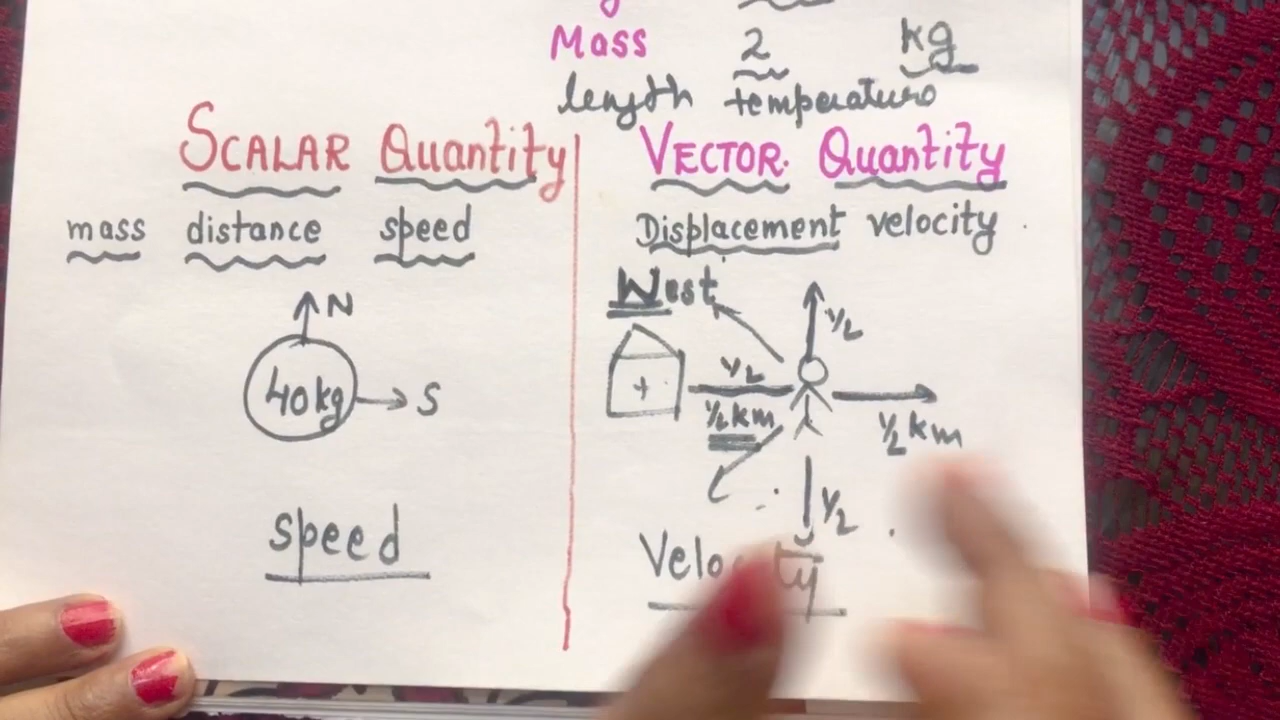 Mass 2 kg
length temperature
SCALAR Quantity
mass distance speed
N
40kg S
speed
VECTOR. Quantity
Displacement velocity
West
1/2
1/2
+
1/2 km
1/2 km
1/2
Velocity